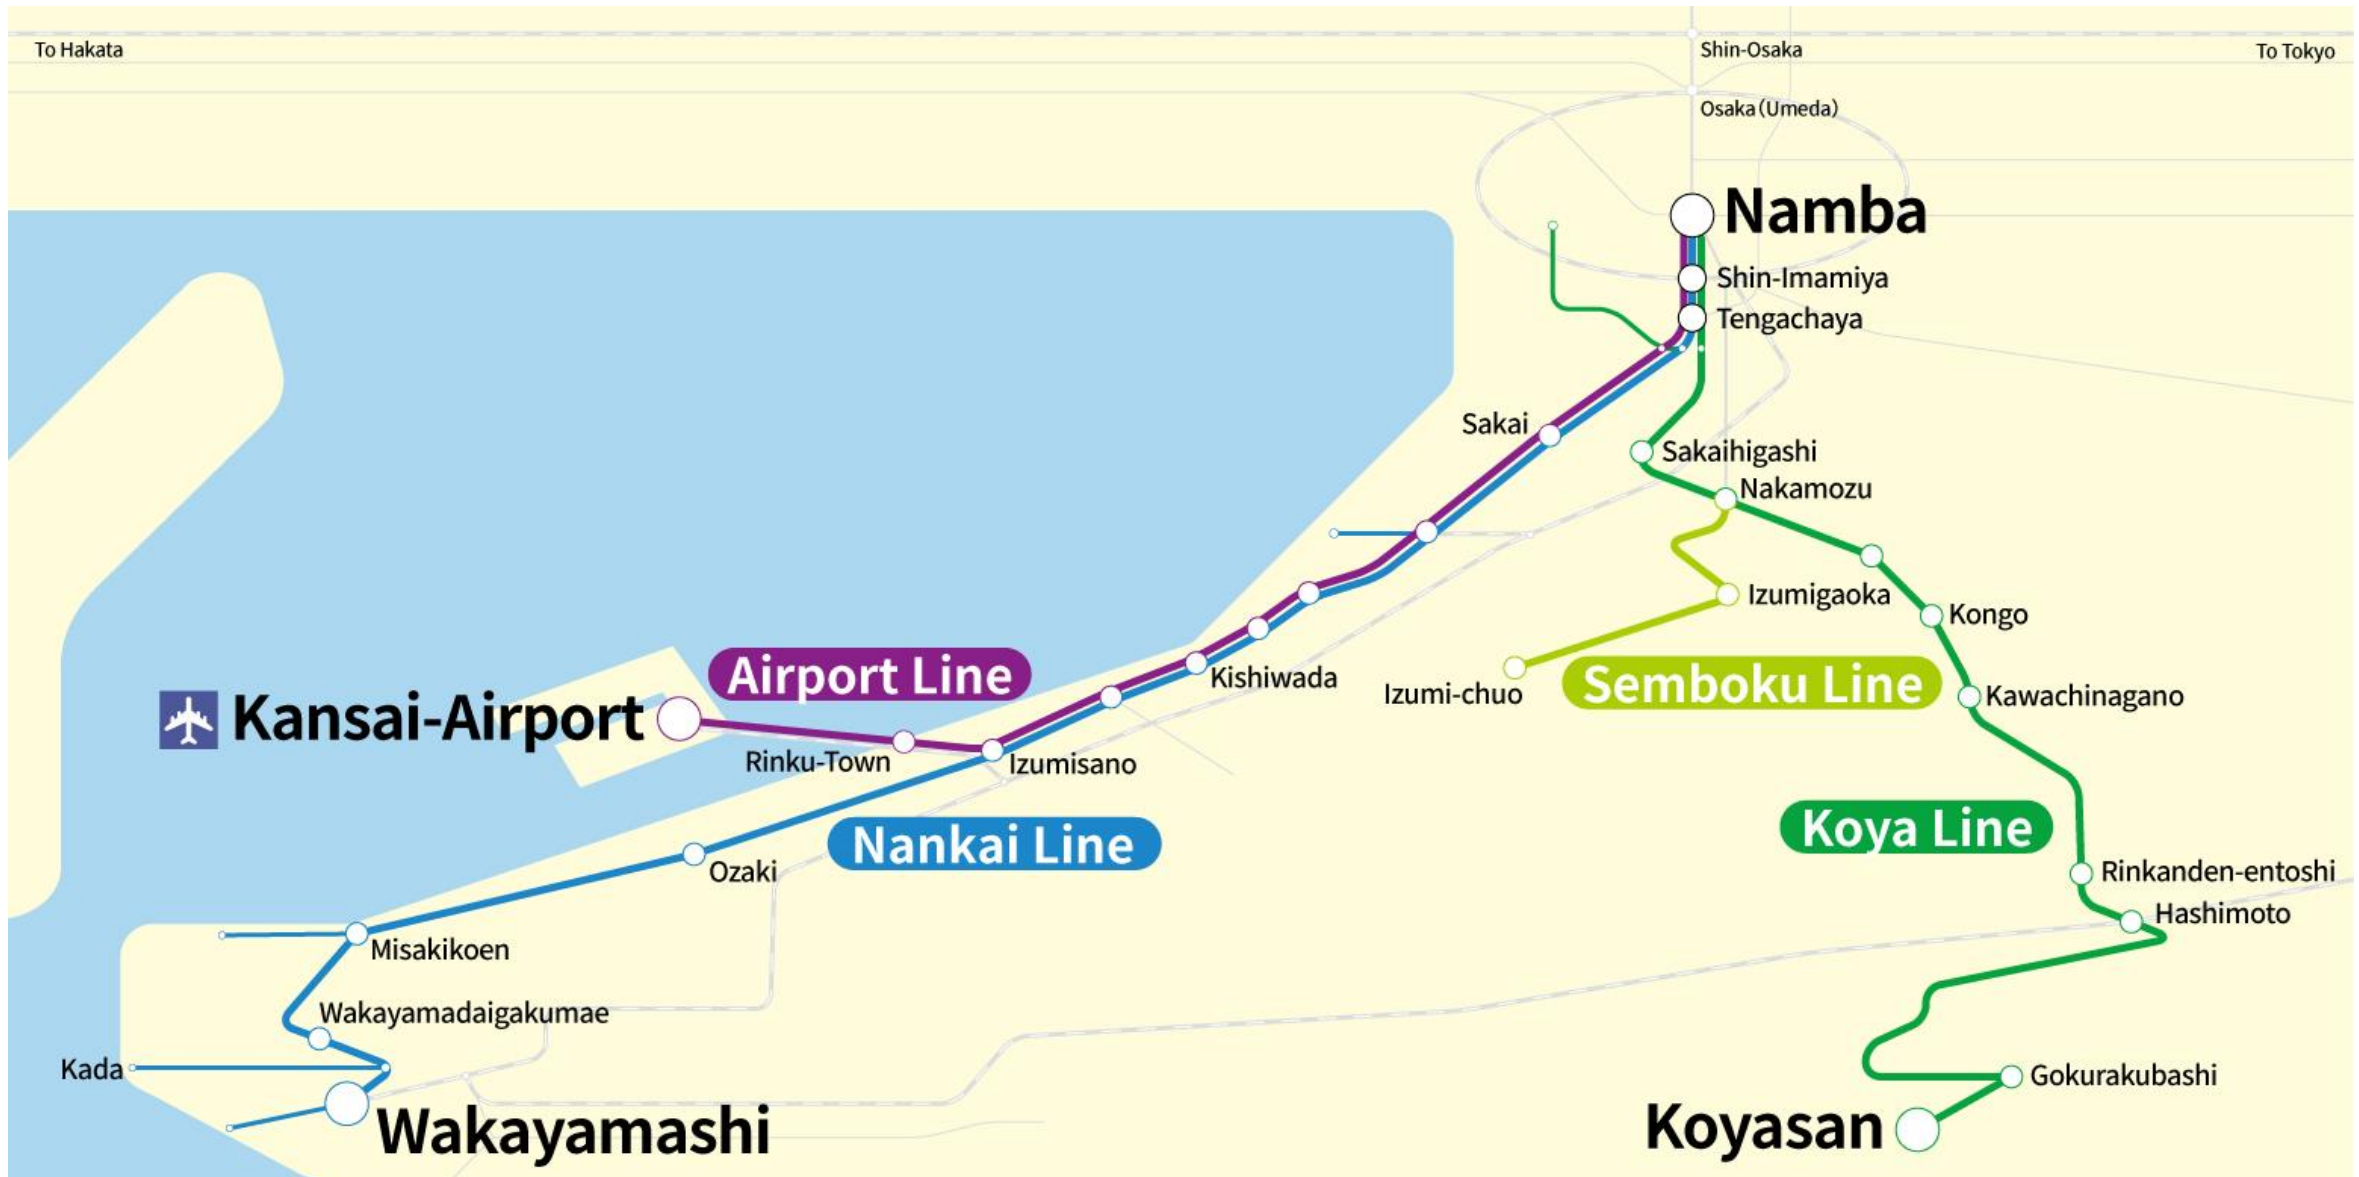 To Hakata
Shin-Osaka
To Tokyo
Osaka(Umeda)
Namba
Shin-Imamiya
Tengachaya
Sakai
Sakaihigashi
Nakamozu
Izumigaoka
Kongo
Kishiwada
Airport Line
Izumi-chuo
Semboku Line
Kawachinagano
Kansai-Airport
Rinku-Town
Izumisano
Nankai Line
Koya Line
Ozaki
Rinkanden-entoshi
Hashimoto
Misakikoen
Wakayamadaigakumae
Kada
Gokurakubashi
Wakayamashi
Koyasan